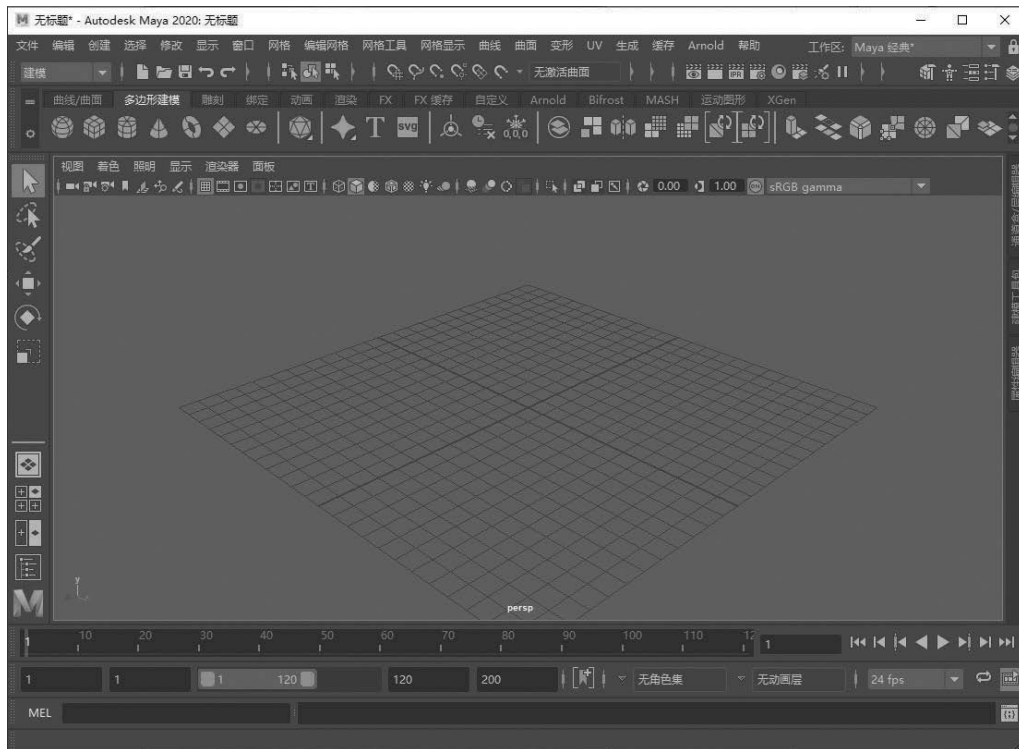 无标题* - Autodesk Maya 2020: 无标题
文件 编辑 创建 选择 修改 显示 窗口 网格 编辑网格 网格工具 网格显示 曲线 曲面 变形 UV 生成 缓存 Arnold 帮助 工作区: Maya 经典*
建模 无激活曲面 IPR
曲线/曲面 多边形建模 雕刻 绑定 动画 渲染 FX FX 缓存 自定义 Arnold Bifrost MASH 运动图形 XGen
T svg 0,0,0
视图 着色 照明 显示 渲染器 面板
0.00 1.00 sRGB gamma
y
persp
1 10 20 30 40 50 60 70 80 90 100 110 12 1
1 1 1 120 120 200 无角色集 无动画层 24 fps
MEL